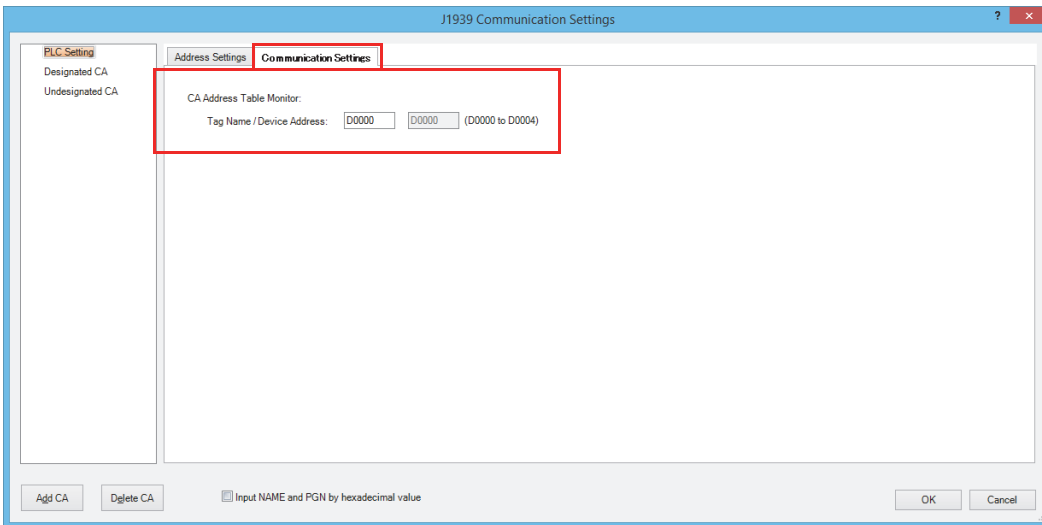 J1939 Communication Settings
? ×
PLC Setting
Designated CA
Undesignated CA
Address Settings Communication Settings
CA Address Table Monitor:
Tag Name / Device Address: D0000 D0000 (D0000 to D0004)
Add CA Delete CA Input NAME and PGN by hexadecimal value OK Cancel